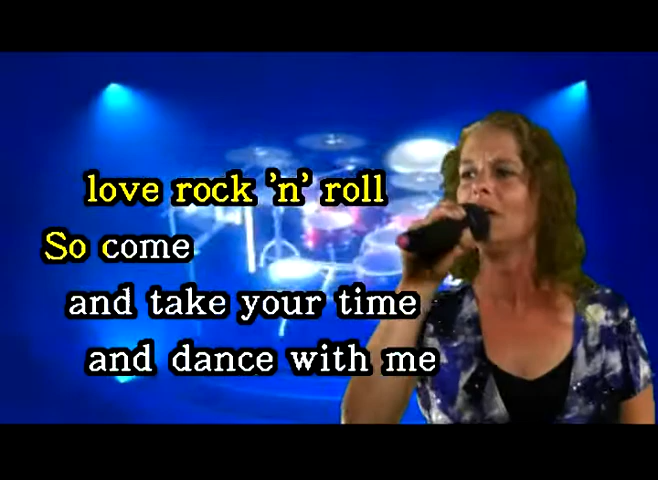 love rock 'n' roll
So come
and take your time
and dance with me